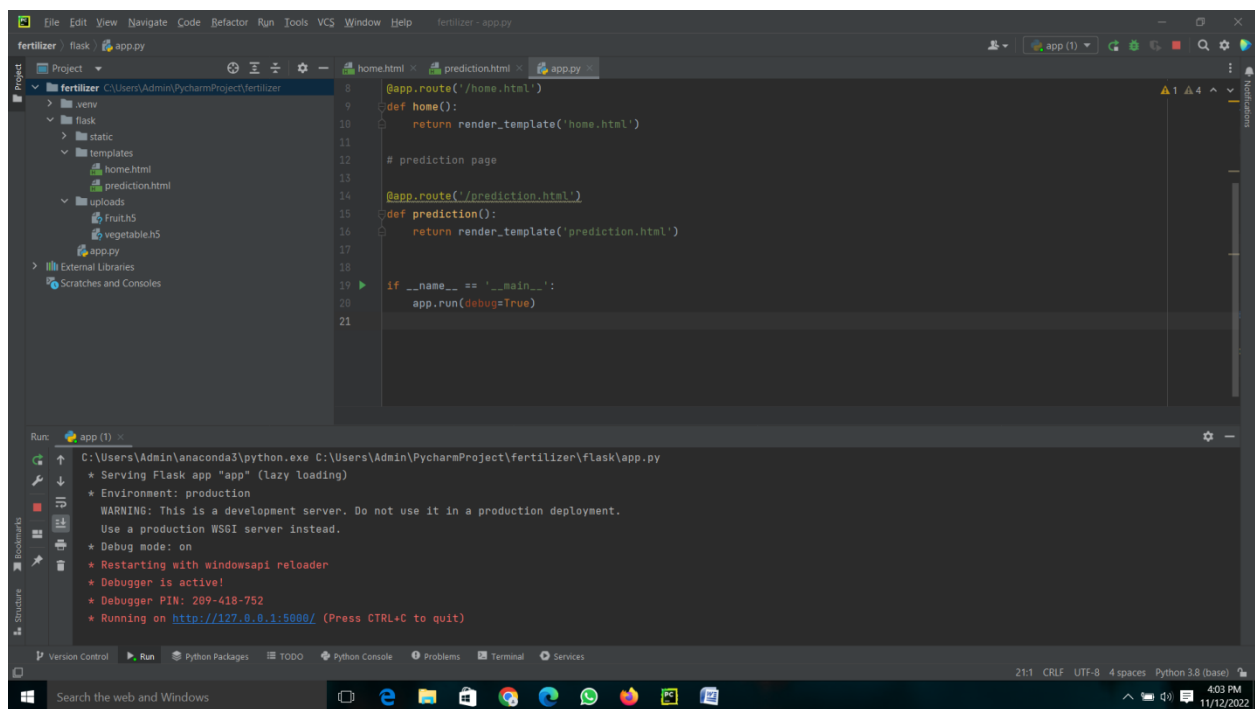 File Edit View Navigate Code Refactor Run Tools VCS Window Help fertilizer - app.py
fertilizer flask app.py app (1)
Project home.html prediction.html app.py
fertilizer C:\Users\Admin\PycharmProject\fertilizer
.venv
flask
static
templates
home.html
prediction.html
uploads
Fruit.h5
vegetable.h5
app.py
External Libraries
Scratches and Consoles
Project
Notifications
1 4
8 @app.route('/home.html')
9 def home():
10 return render_template('home.html')
11
12 # prediction page
13
14 @app.route('/prediction.html')
15 def prediction():
16 return render_template('prediction.html')
17
18
19 if __name__ == '__main__':
20 app.run(debug=True)
21
Run: app (1)
C:\Users\Admin\anaconda3\python.exe C:\Users\Admin\PycharmProject\fertilizer\flask\app.py
* Serving Flask app "app" (lazy loading)
* Environment: production
WARNING: This is a development server. Do not use it in a production deployment.
Use a production WSGI server instead.
* Debug mode: on
* Restarting with windowsapi reloader
* Debugger is active!
* Debugger PIN: 209-418-752
* Running on http://127.0.0.1:5000/ (Press CTRL+C to quit)
Bookmarks
Structure
Version Control Run Python Packages TODO Python Console Problems Terminal Services
21:1 CRLF UTF-8 4 spaces Python 3.8 (base)
Search the web and Windows
4:03 PM
11/12/2022